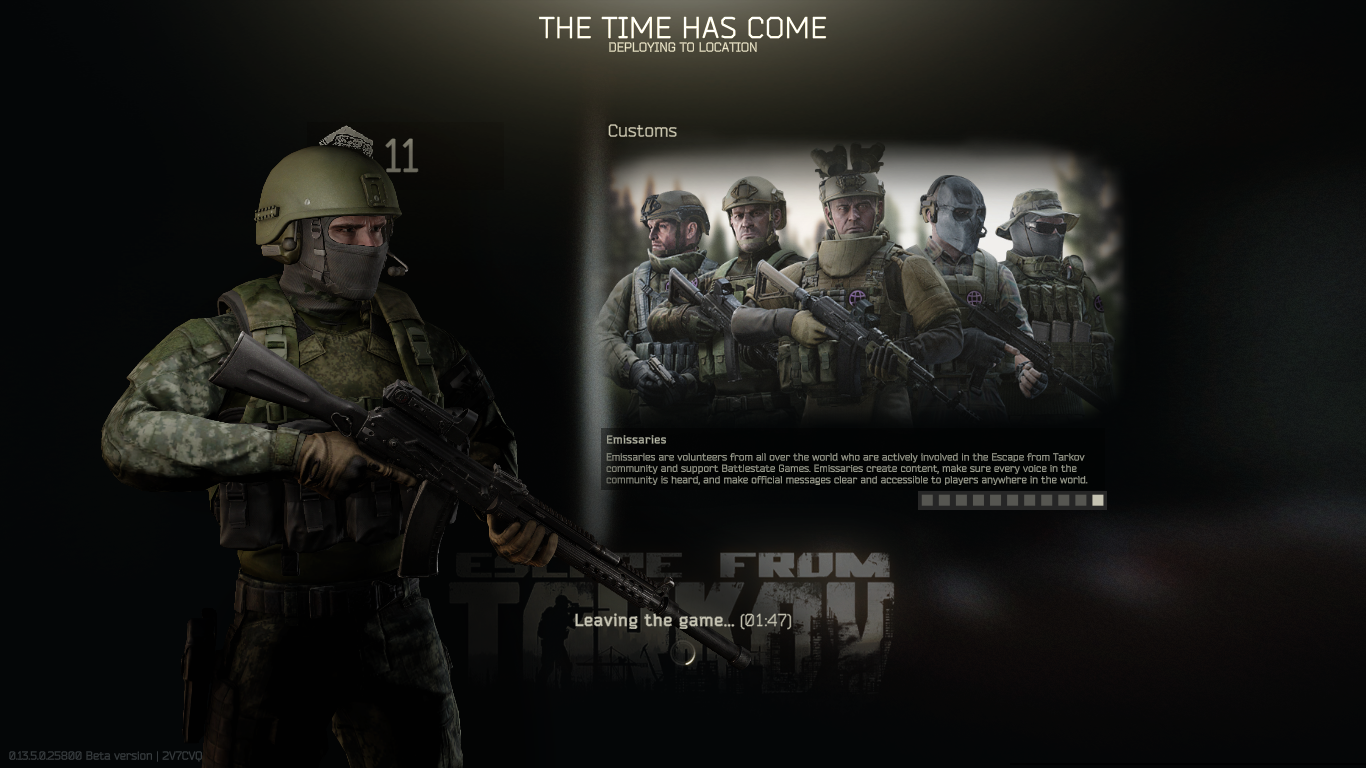 THE TIME HAS COME
DEPLOYING TO LOCATION
11
Customs
Emissaries
Emissaries are volunteers from all over the world who are actively involved in the Escape from Tarkov
community and support Battlestate Games. Emissaries create content, make sure every voice in the
community is heard, and make official messages clear and accessible to players anywhere in the world.
ESCAPE FROM
TARKOV
Leaving the game... (01:47)
0.13.5.0.25800 Beta version | 2V7CVQ